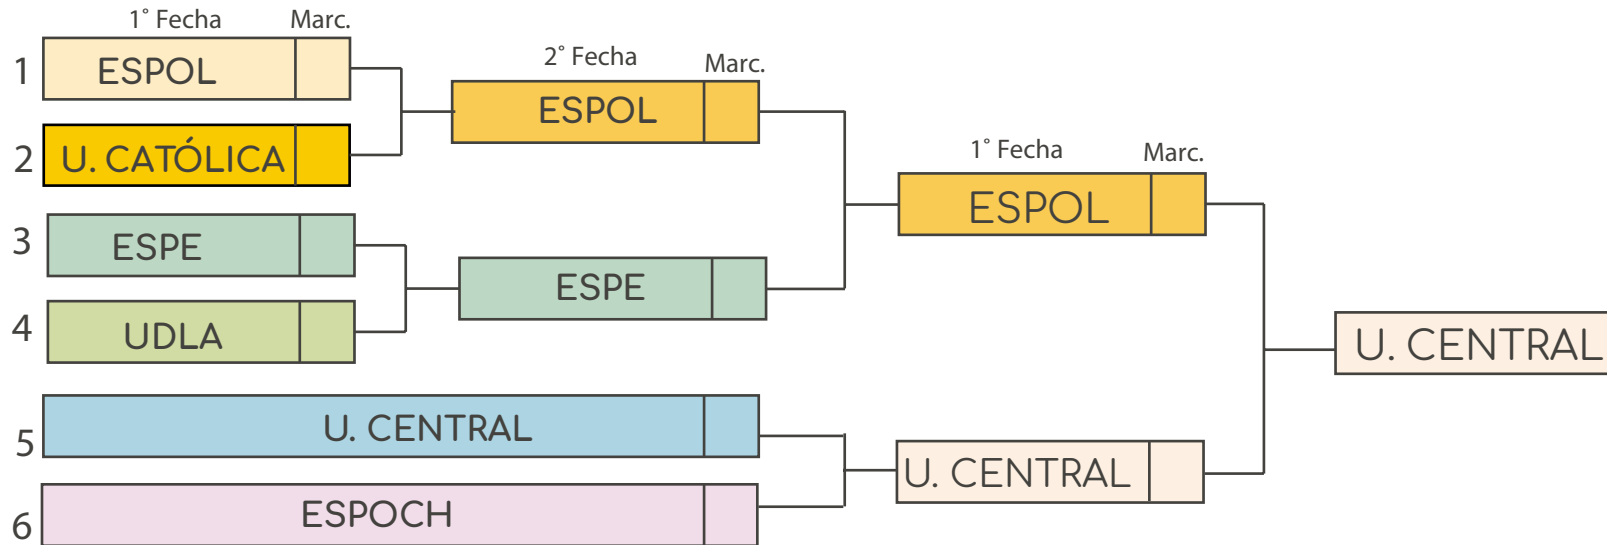 1° Fecha Marc.
1 ESPOL
2 U. CATÓLICA
3 ESPE
4 UDLA
5 U. CENTRAL
6 ESPOCH
2° Fecha Marc.
ESPOL
ESPE
1° Fecha Marc.
ESPOL
U. CENTRAL
U. CENTRAL